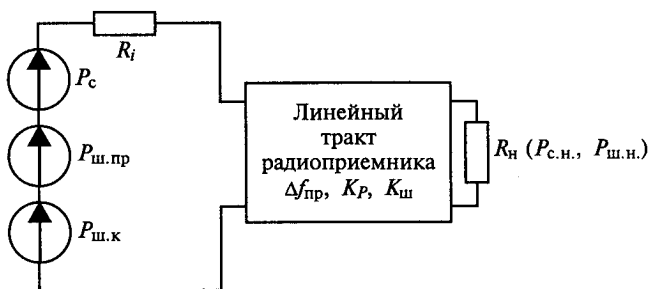 R_i
P_с
P_ш.пр
P_ш.к
Линейный
тракт
радиоприемника
Δf_пр, K_P, K_ш
R_н (P_с.н., P_ш.н.)